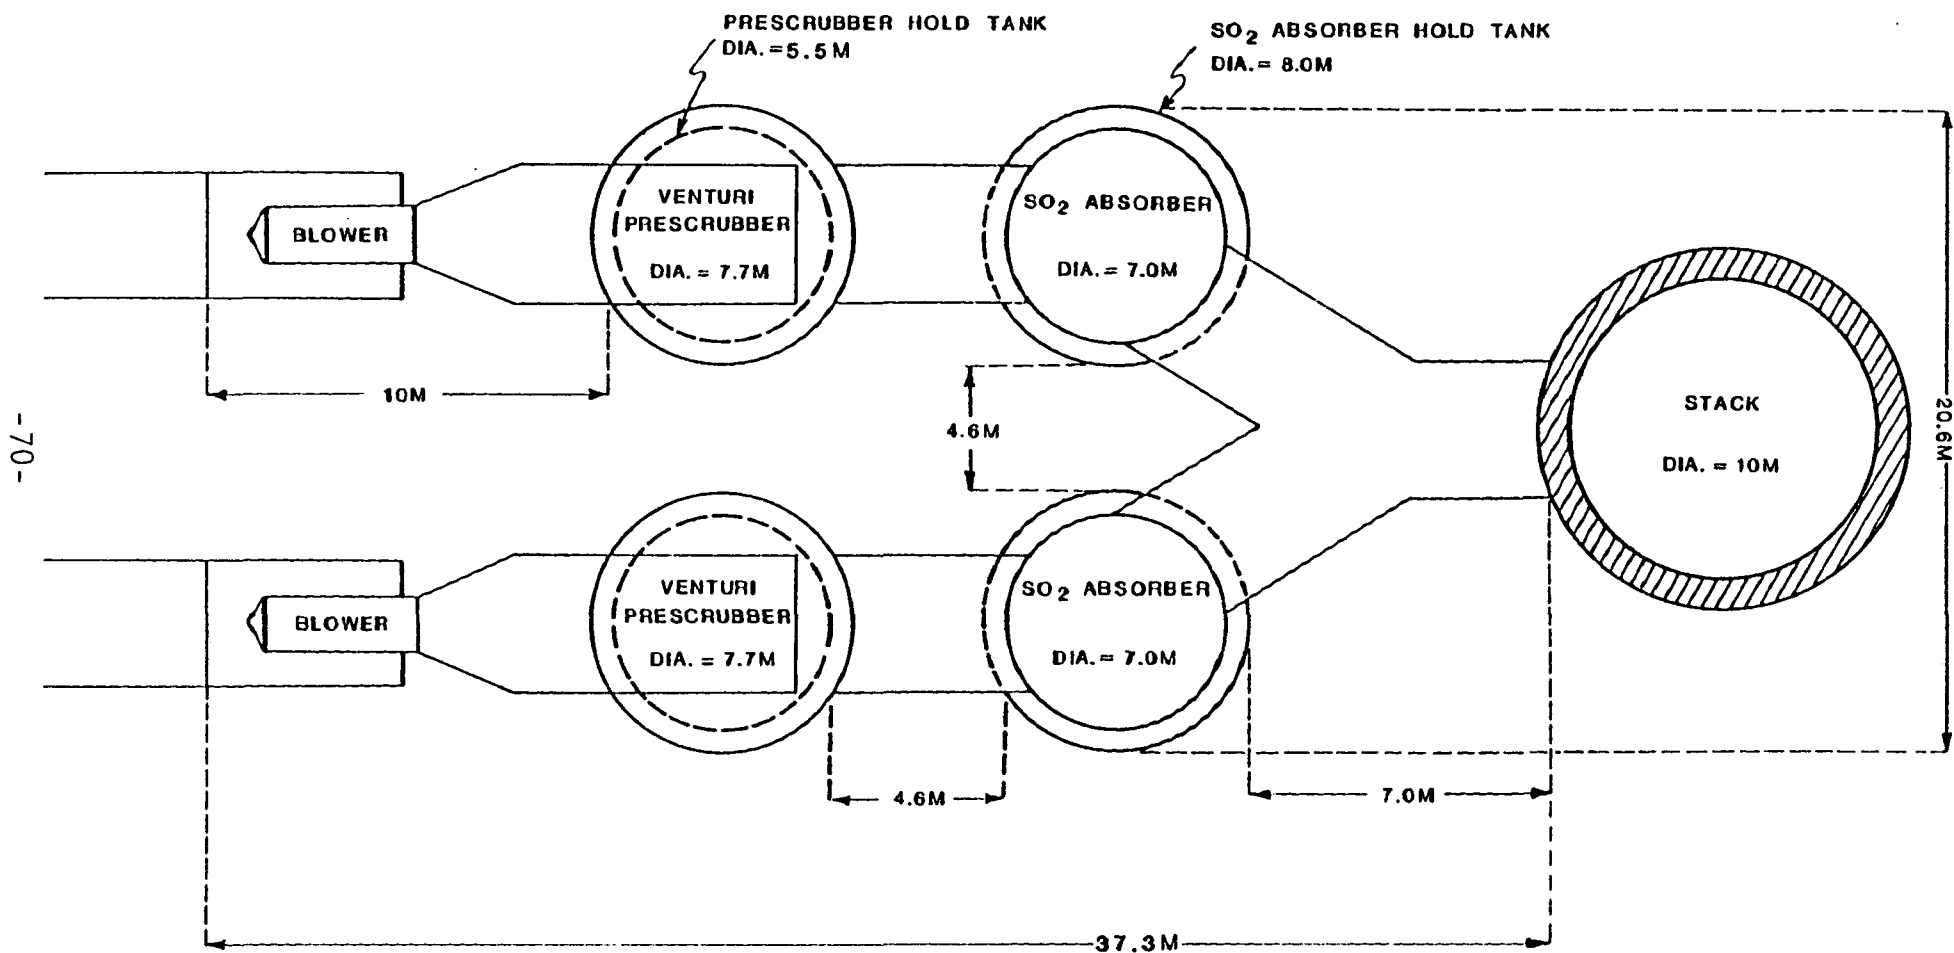 PRESCRUBBER HOLD TANK
DIA.=5.5M
SO2 ABSORBER HOLD TANK
DIA.= 8.0M
VENTURI
PRESCRUBBER
DIA. = 7.7M
SO2 ABSORBER
DIA. = 7.0M
BLOWER
10M
4.6M
STACK
DIA. = 10M
20.6M
-70-
BLOWER
VENTURI
PRESCRUBBER
DIA. = 7.7M
SO2 ABSORBER
DIA. = 7.0M
4.6M
7.0M
37.3M